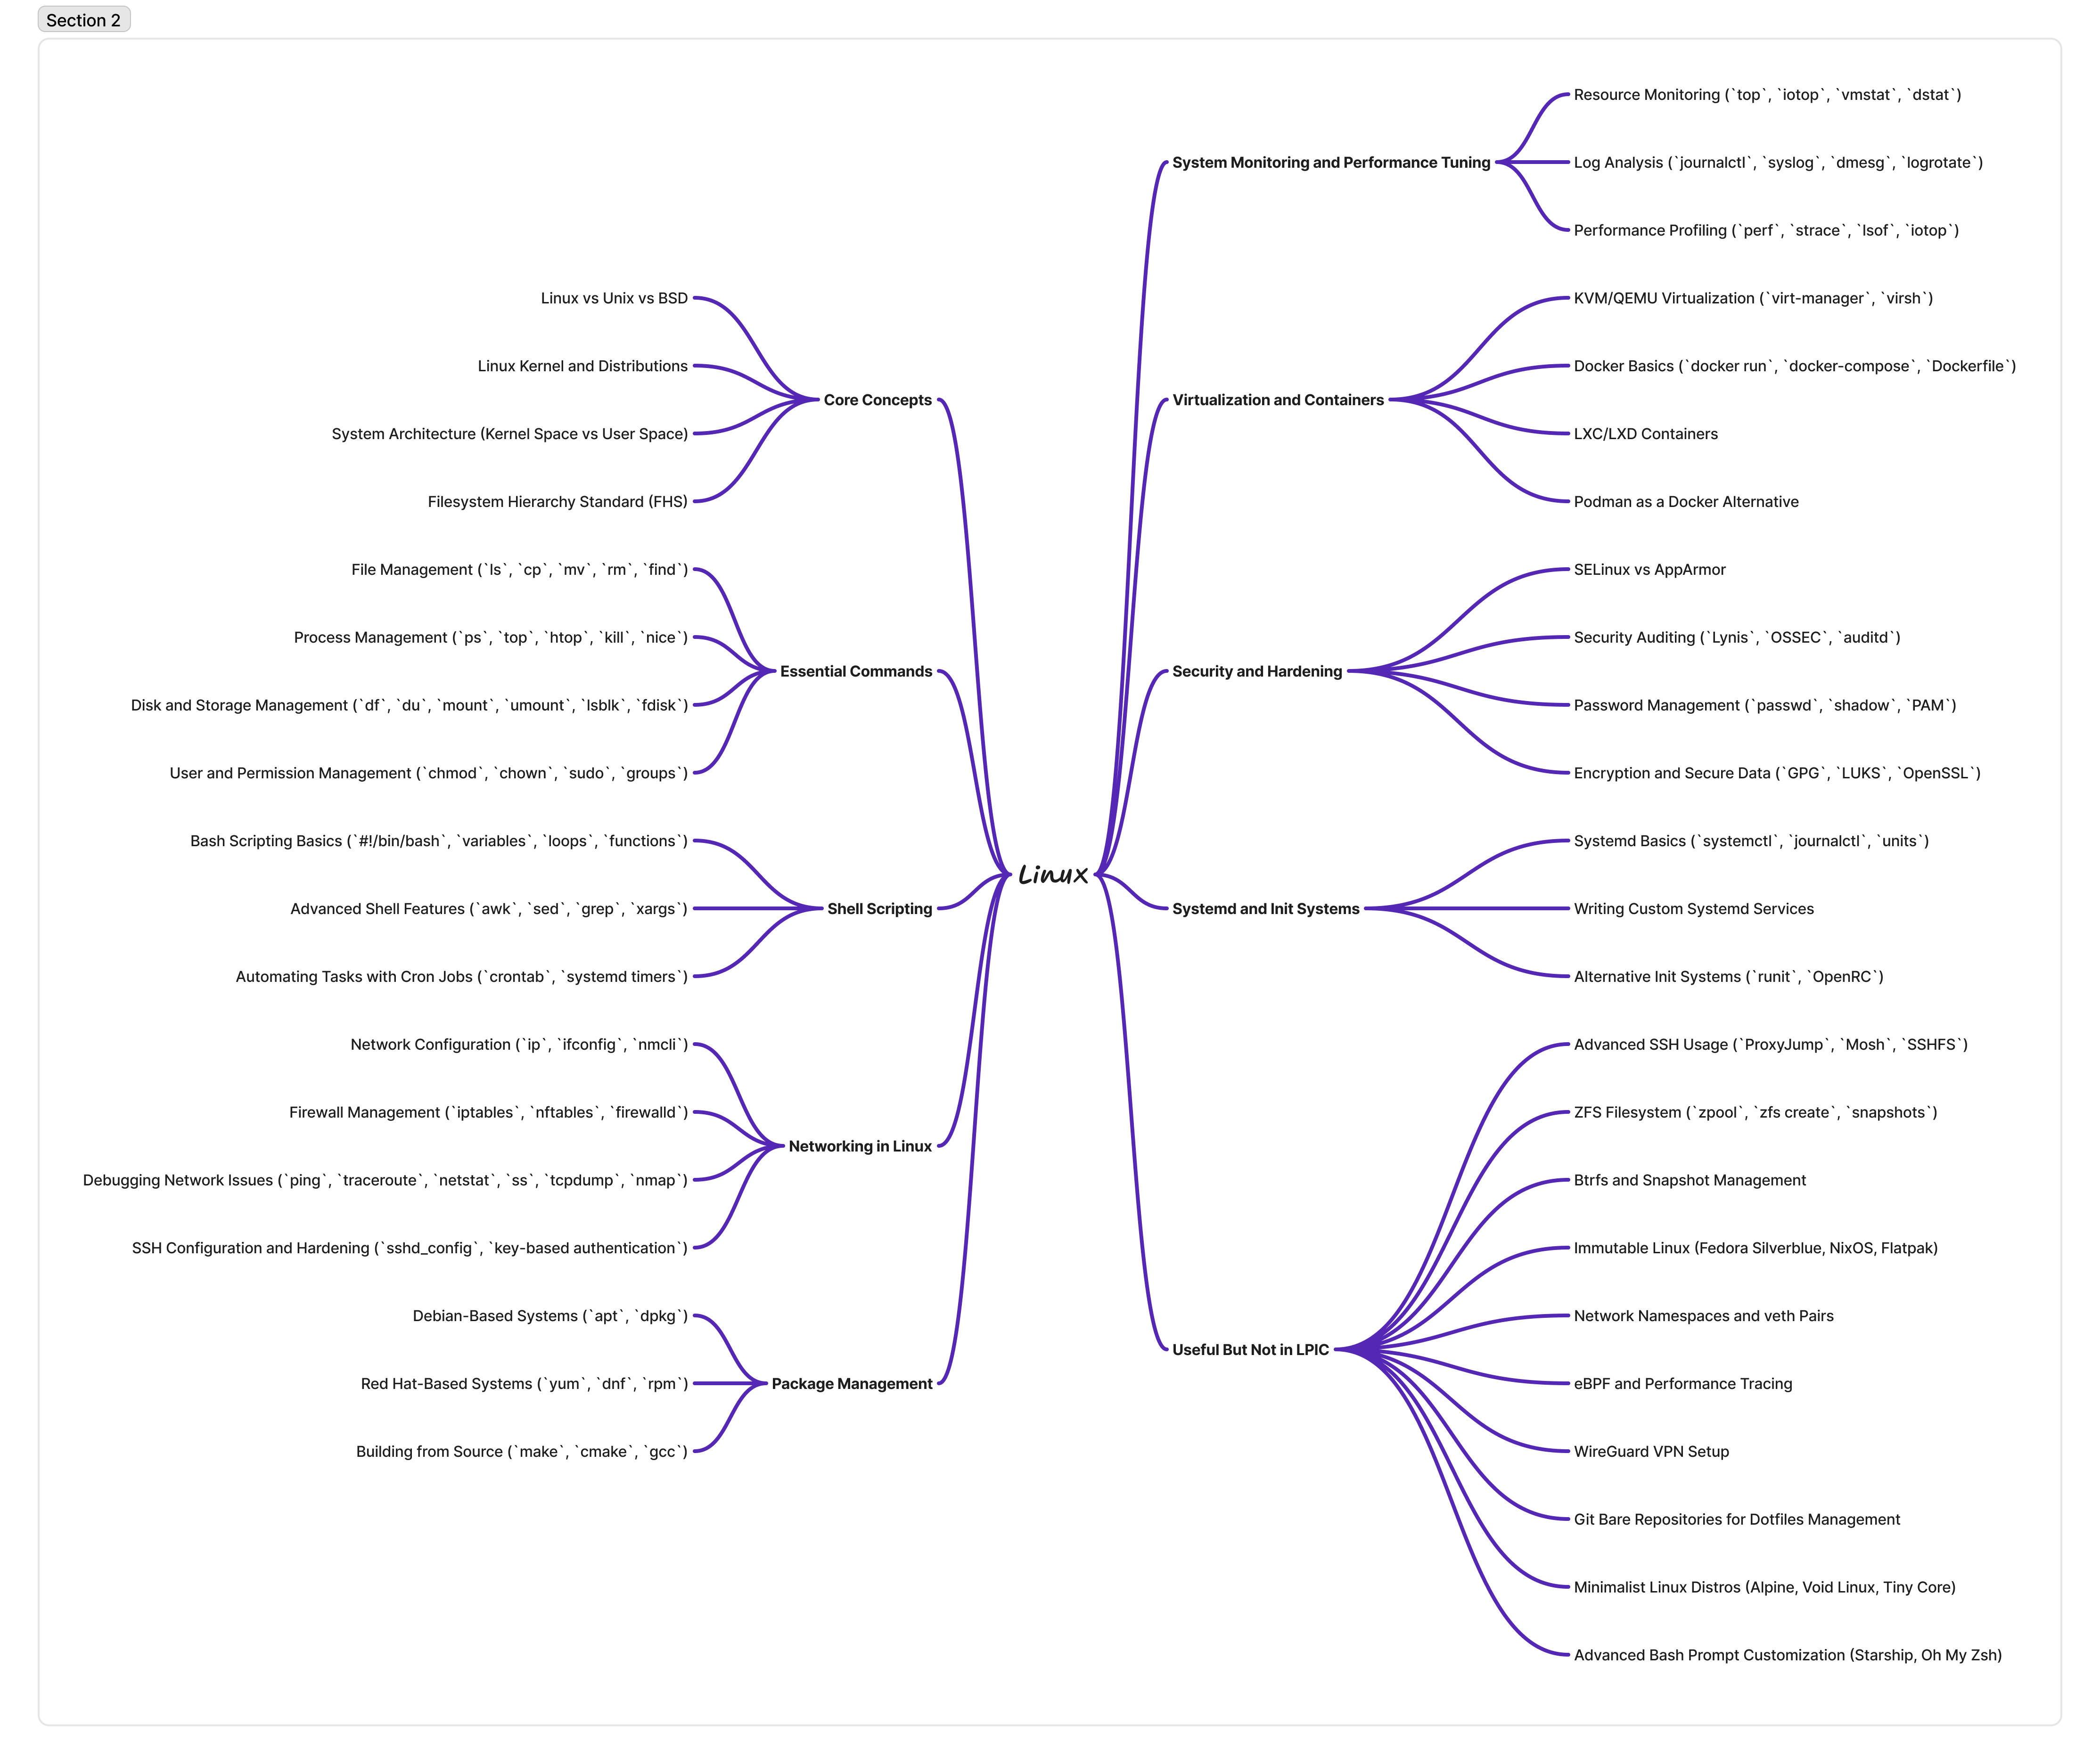 Section 2
Linux
Core Concepts
Linux vs Unix vs BSD
Linux Kernel and Distributions
System Architecture (Kernel Space vs User Space)
Filesystem Hierarchy Standard (FHS)
Essential Commands
File Management (`ls`, `cp`, `mv`, `rm`, `find`)
Process Management (`ps`, `top`, `htop`, `kill`, `nice`)
Disk and Storage Management (`df`, `du`, `mount`, `umount`, `lsblk`, `fdisk`)
User and Permission Management (`chmod`, `chown`, `sudo`, `groups`)
Shell Scripting
Bash Scripting Basics (`#!/bin/bash`, `variables`, `loops`, `functions`)
Advanced Shell Features (`awk`, `sed`, `grep`, `xargs`)
Automating Tasks with Cron Jobs (`crontab`, `systemd timers`)
Networking in Linux
Network Configuration (`ip`, `ifconfig`, `nmcli`)
Firewall Management (`iptables`, `nftables`, `firewalld`)
Debugging Network Issues (`ping`, `traceroute`, `netstat`, `ss`, `tcpdump`, `nmap`)
SSH Configuration and Hardening (`sshd_config`, `key-based authentication`)
Package Management
Debian-Based Systems (`apt`, `dpkg`)
Red Hat-Based Systems (`yum`, `dnf`, `rpm`)
Building from Source (`make`, `cmake`, `gcc`)
System Monitoring and Performance Tuning
Resource Monitoring (`top`, `iotop`, `vmstat`, `dstat`)
Log Analysis (`journalctl`, `syslog`, `dmesg`, `logrotate`)
Performance Profiling (`perf`, `strace`, `lsof`, `iotop`)
Virtualization and Containers
KVM/QEMU Virtualization (`virt-manager`, `virsh`)
Docker Basics (`docker run`, `docker-compose`, `Dockerfile`)
LXC/LXD Containers
Podman as a Docker Alternative
Security and Hardening
SELinux vs AppArmor
Security Auditing (`Lynis`, `OSSEC`, `auditd`)
Password Management (`passwd`, `shadow`, `PAM`)
Encryption and Secure Data (`GPG`, `LUKS`, `OpenSSL`)
Systemd and Init Systems
Systemd Basics (`systemctl`, `journalctl`, `units`)
Writing Custom Systemd Services
Alternative Init Systems (`runit`, `OpenRC`)
Useful But Not in LPIC
Advanced SSH Usage (`ProxyJump`, `Mosh`, `SSHFS`)
ZFS Filesystem (`zpool`, `zfs create`, `snapshots`)
Btrfs and Snapshot Management
Immutable Linux (Fedora Silverblue, NixOS, Flatpak)
Network Namespaces and veth Pairs
eBPF and Performance Tracing
WireGuard VPN Setup
Git Bare Repositories for Dotfiles Management
Minimalist Linux Distros (Alpine, Void Linux, Tiny Core)
Advanced Bash Prompt Customization (Starship, Oh My Zsh)